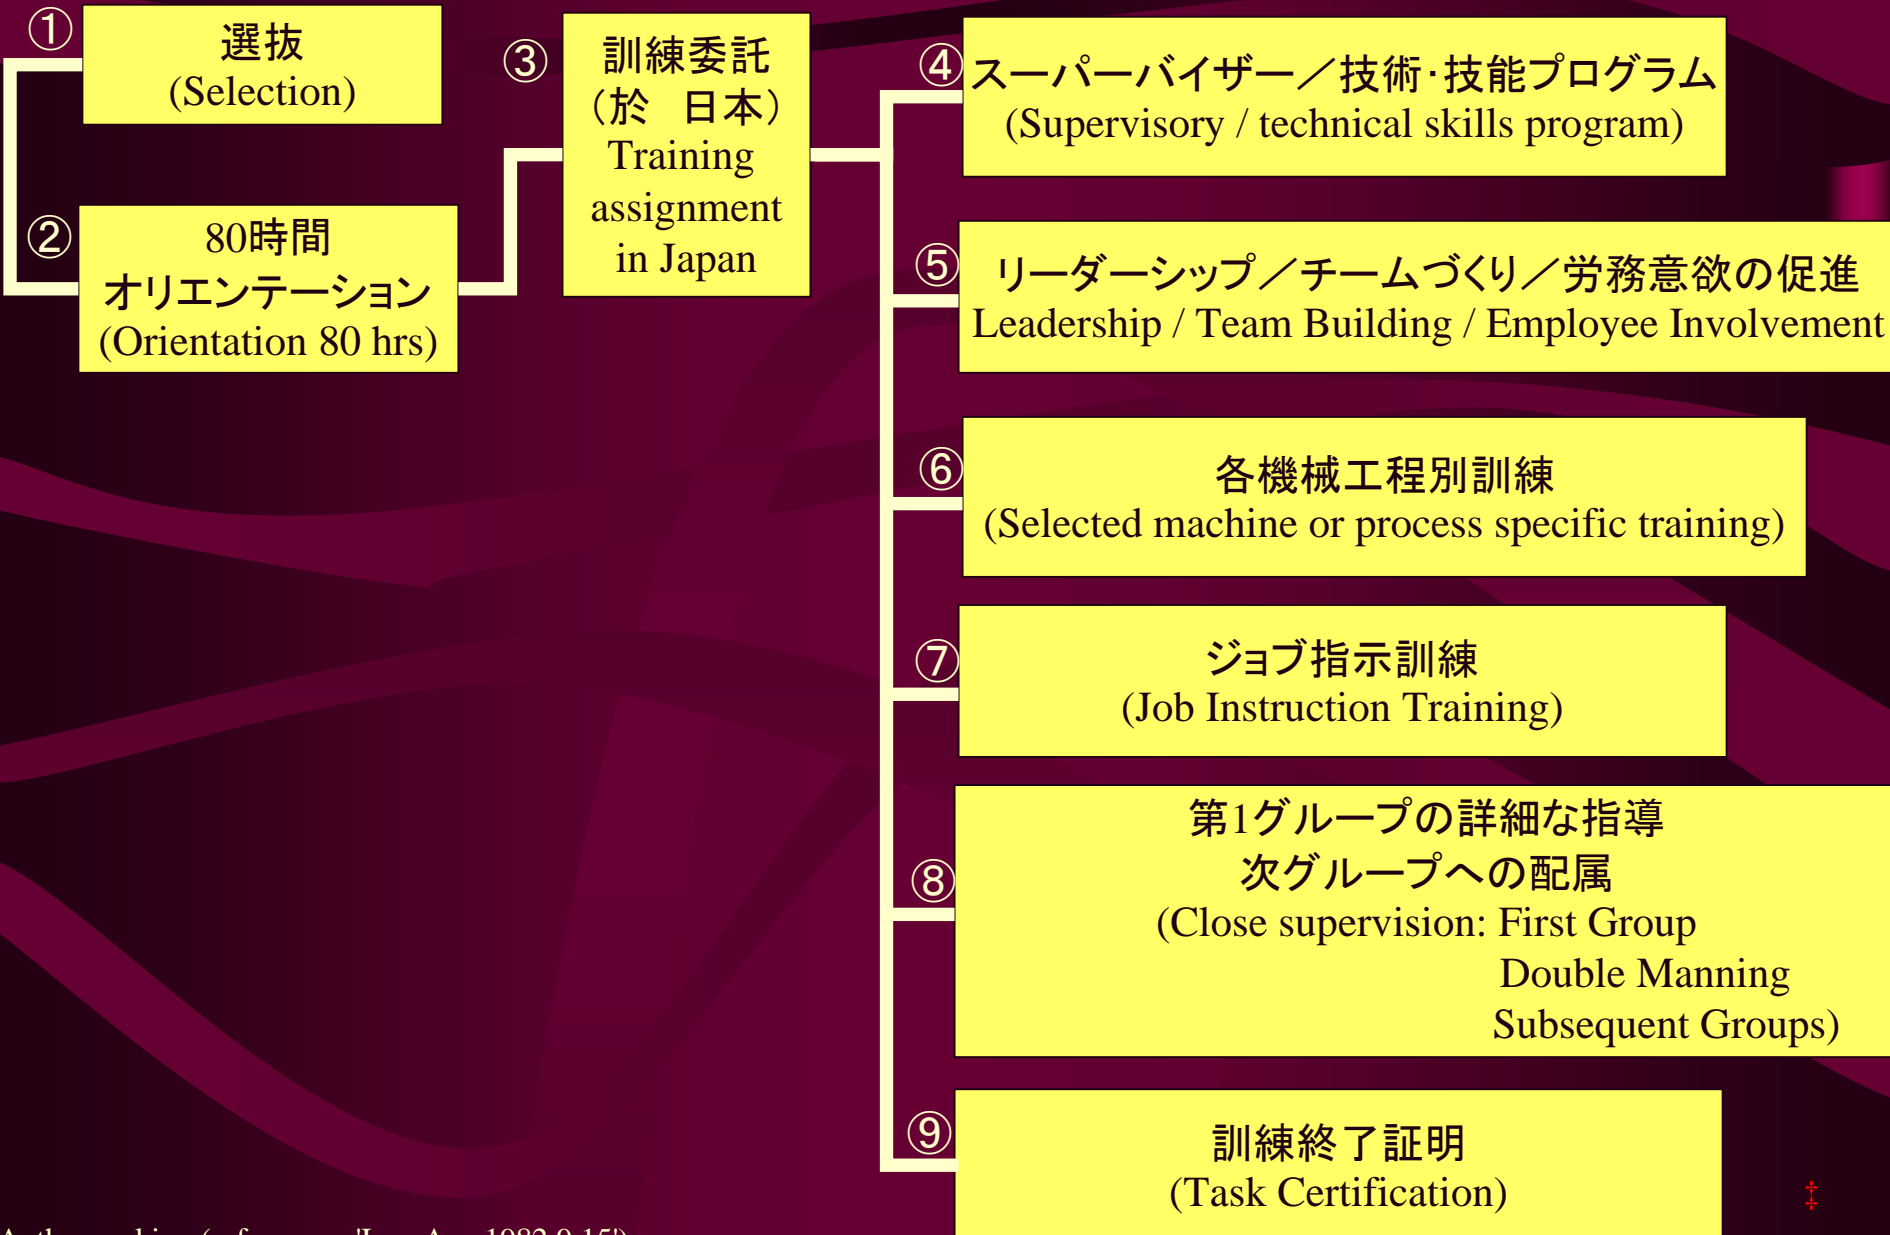 ①
選抜
(Selection)
②
80時間
オリエンテーション
(Orientation 80 hrs)
③
訓練委託
（於　日本）
Training
assignment
in Japan
④
スーパーバイザー／技術・技能プログラム
(Supervisory / technical skills program)
⑤
リーダーシップ／チームづくり／労務意欲の促進
Leadership / Team Building / Employee Involvement
⑥
各機械工程別訓練
(Selected machine or process specific training)
⑦
ジョブ指示訓練
(Job Instruction Training)
⑧
第1グループの詳細な指導
次グループへの配属
(Close supervision: First Group
Double Manning
Subsequent Groups)
⑨
訓練終了証明
(Task Certification)
‡